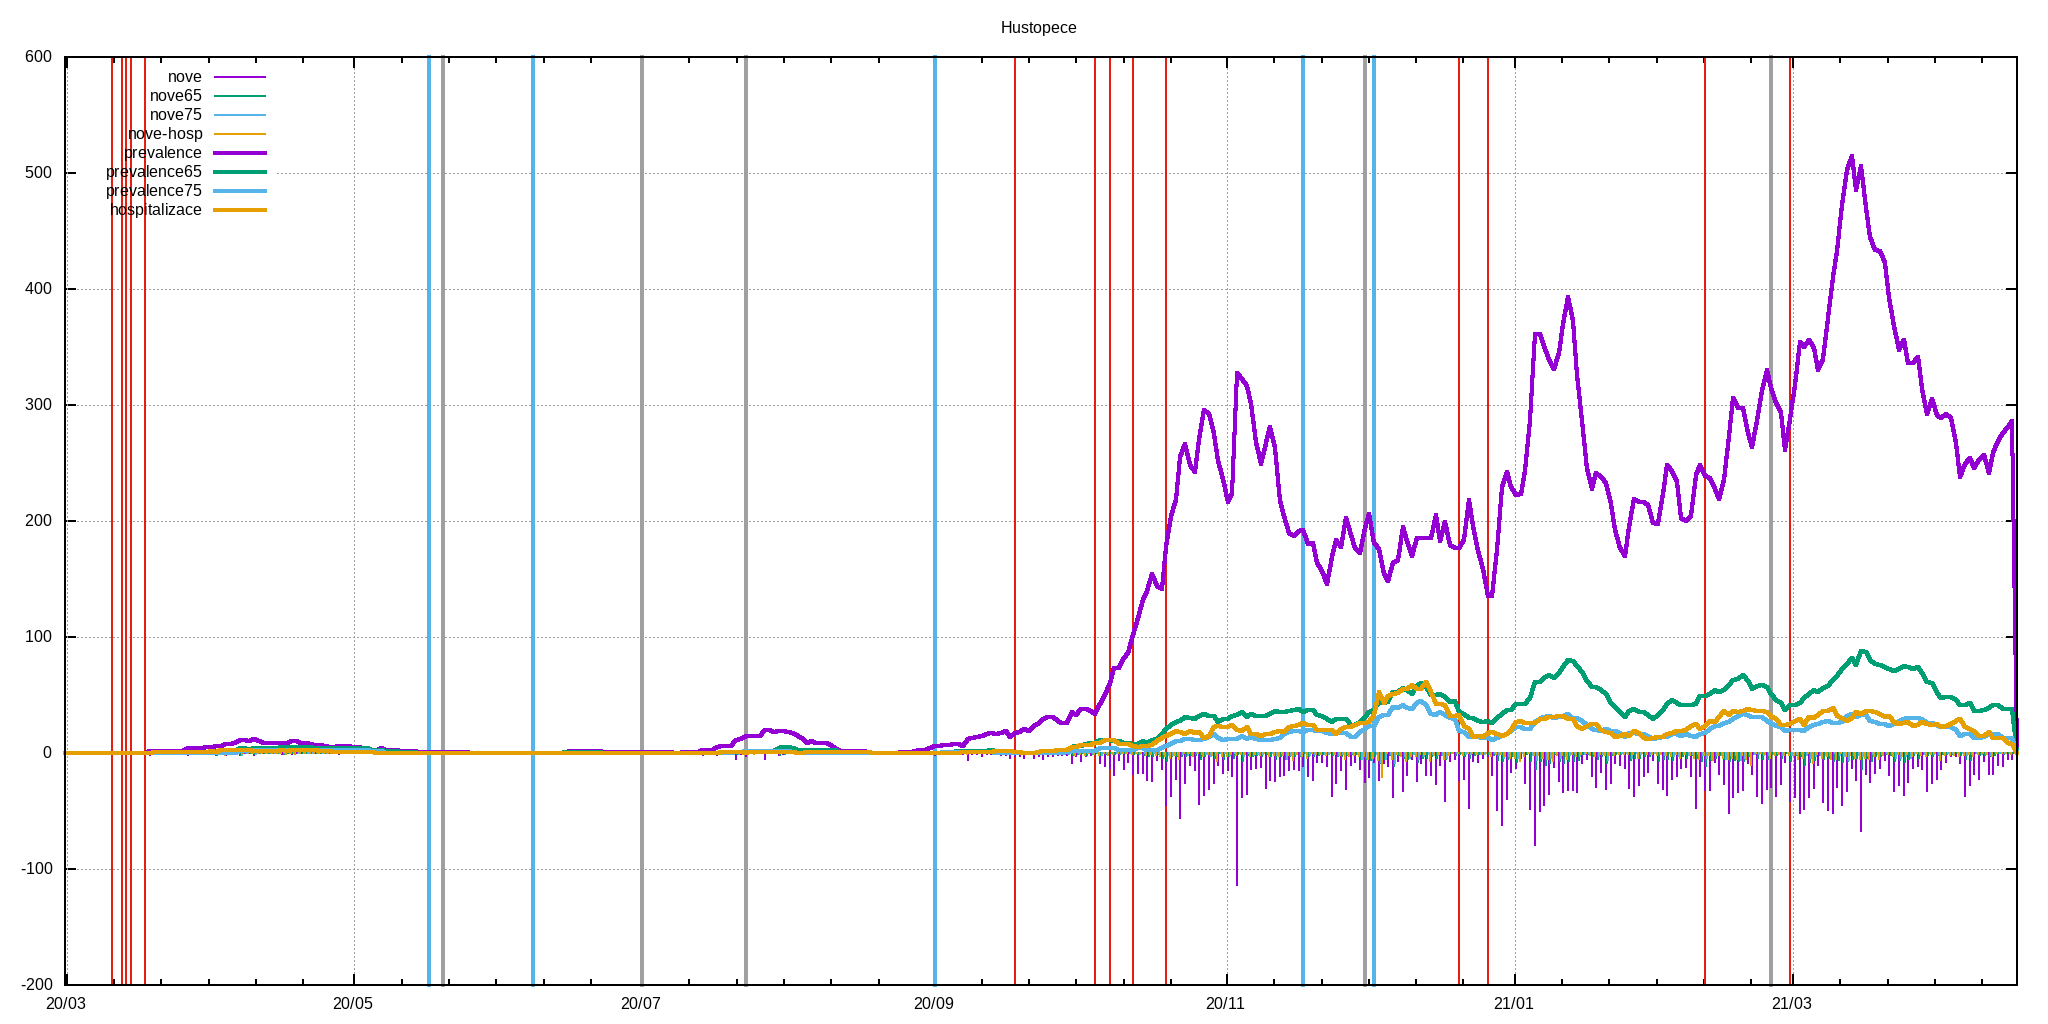 Hustopece
600
500
400
300
200
100
0
-100
-200
nove
nove65
nove75
nove-hosp
prevalence
prevalence65
prevalence75
hospitalizace
20/03 20/05 20/07 20/09 20/11 21/01 21/03